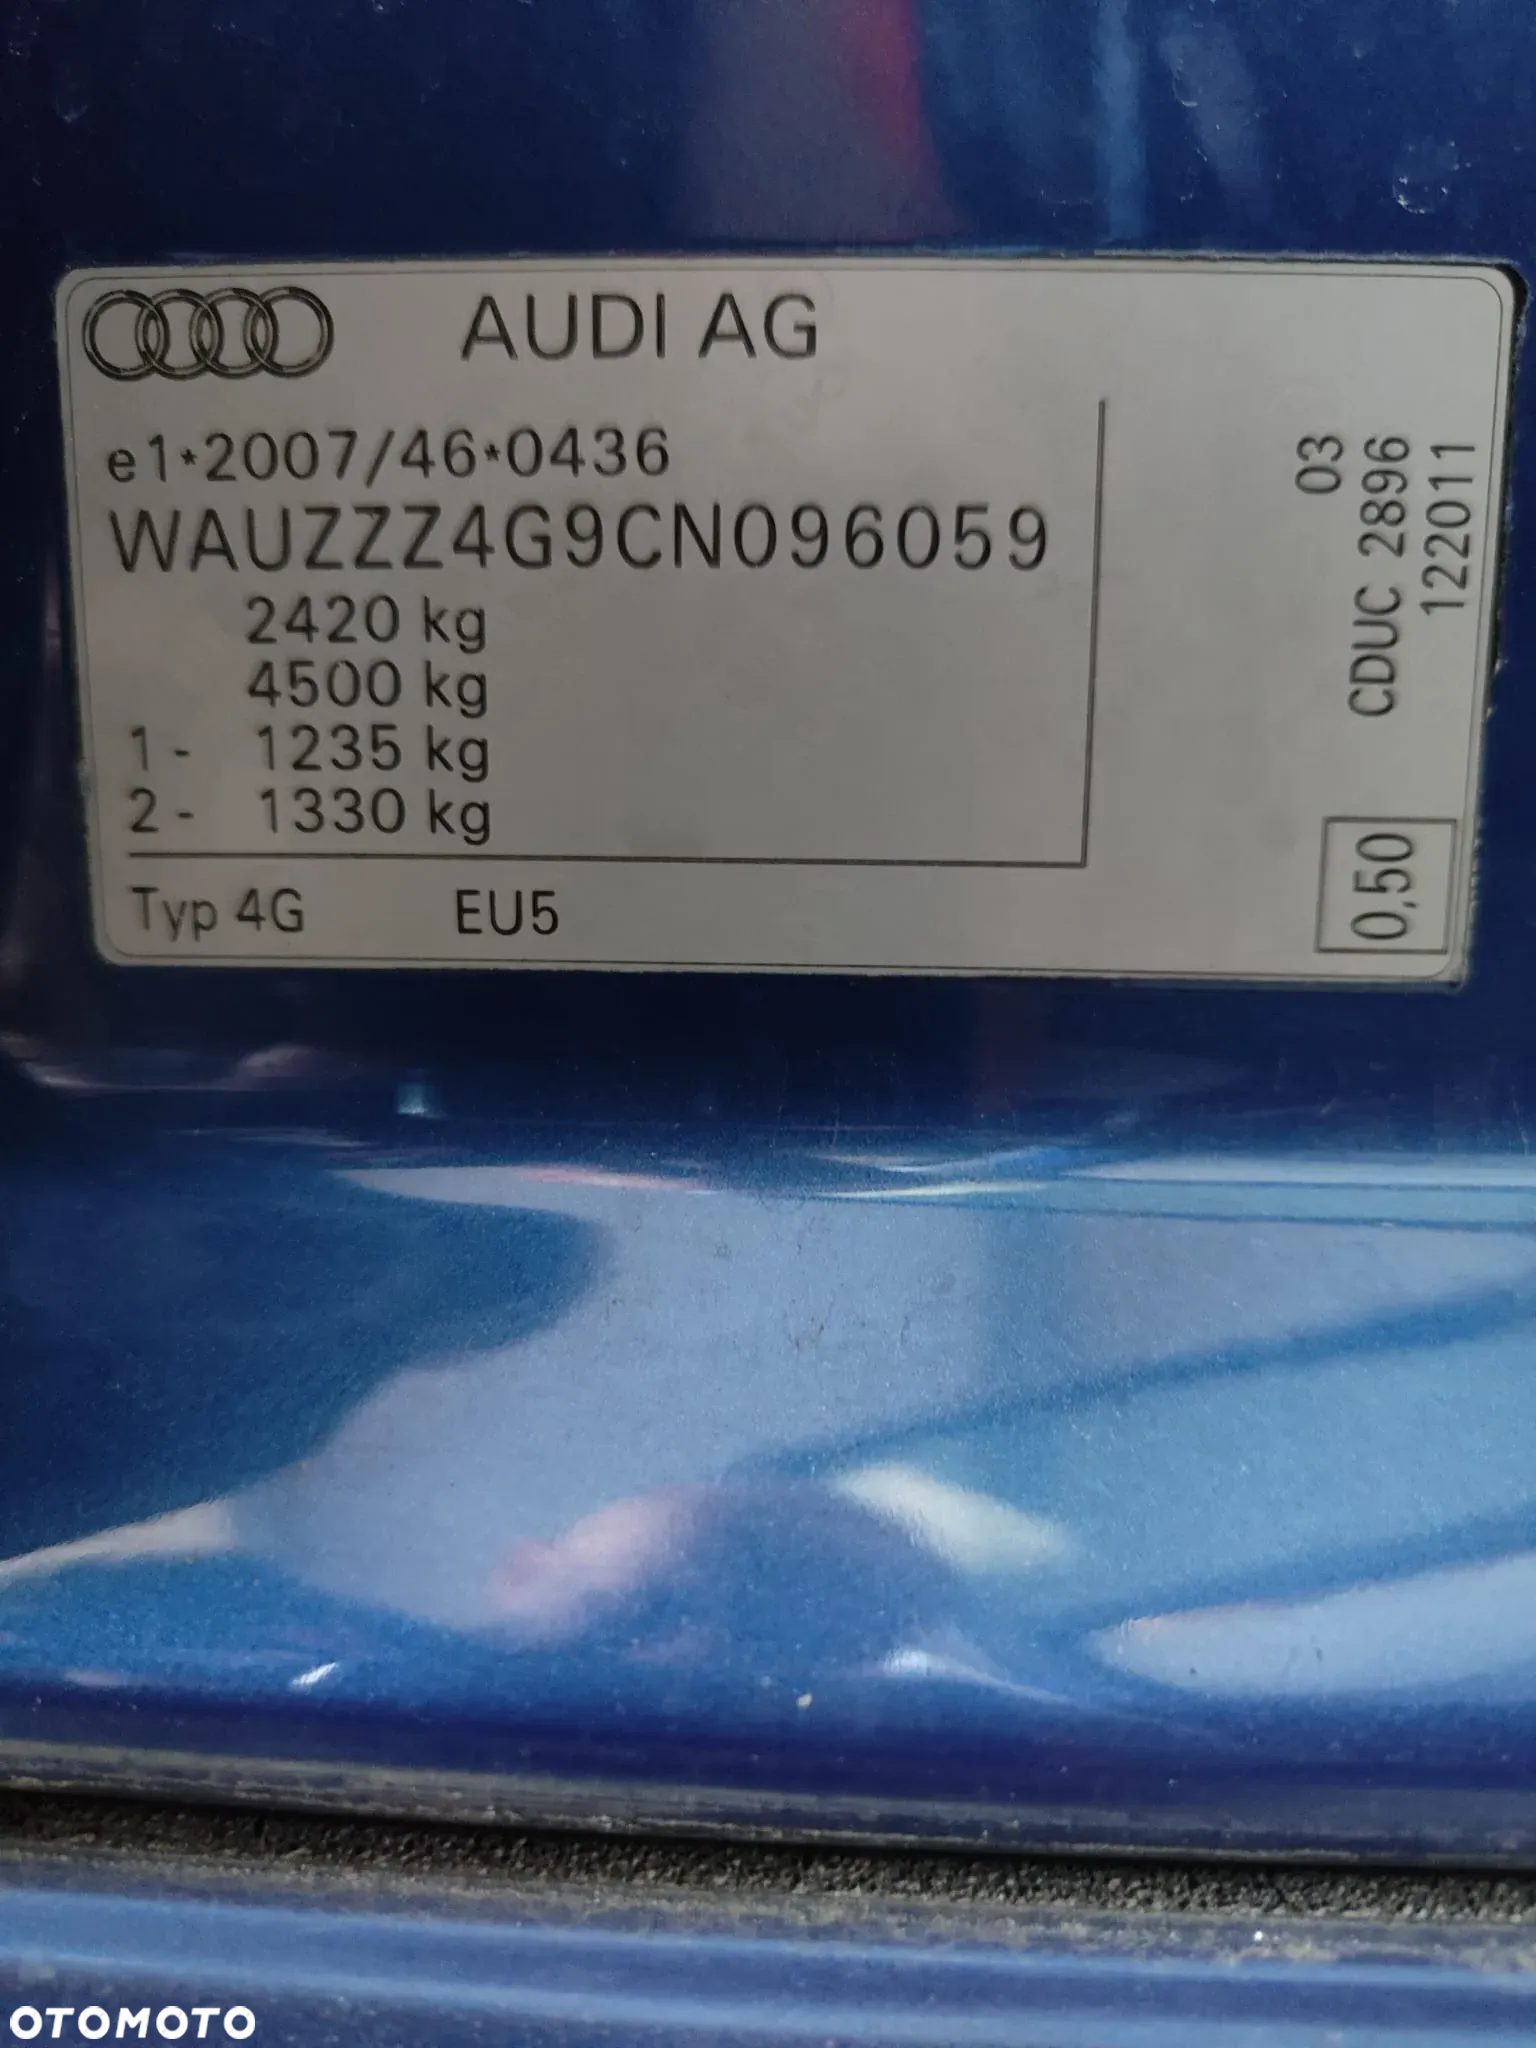 AUDI AG
e1*2007/46*0436
WAUZZZ4G9CN096059
2420 kg
4500 kg
1- 1235 kg
2- 1330 kg
Typ 4G EU5
03
CDUC 2896
122011
0,50
OTOMOTO